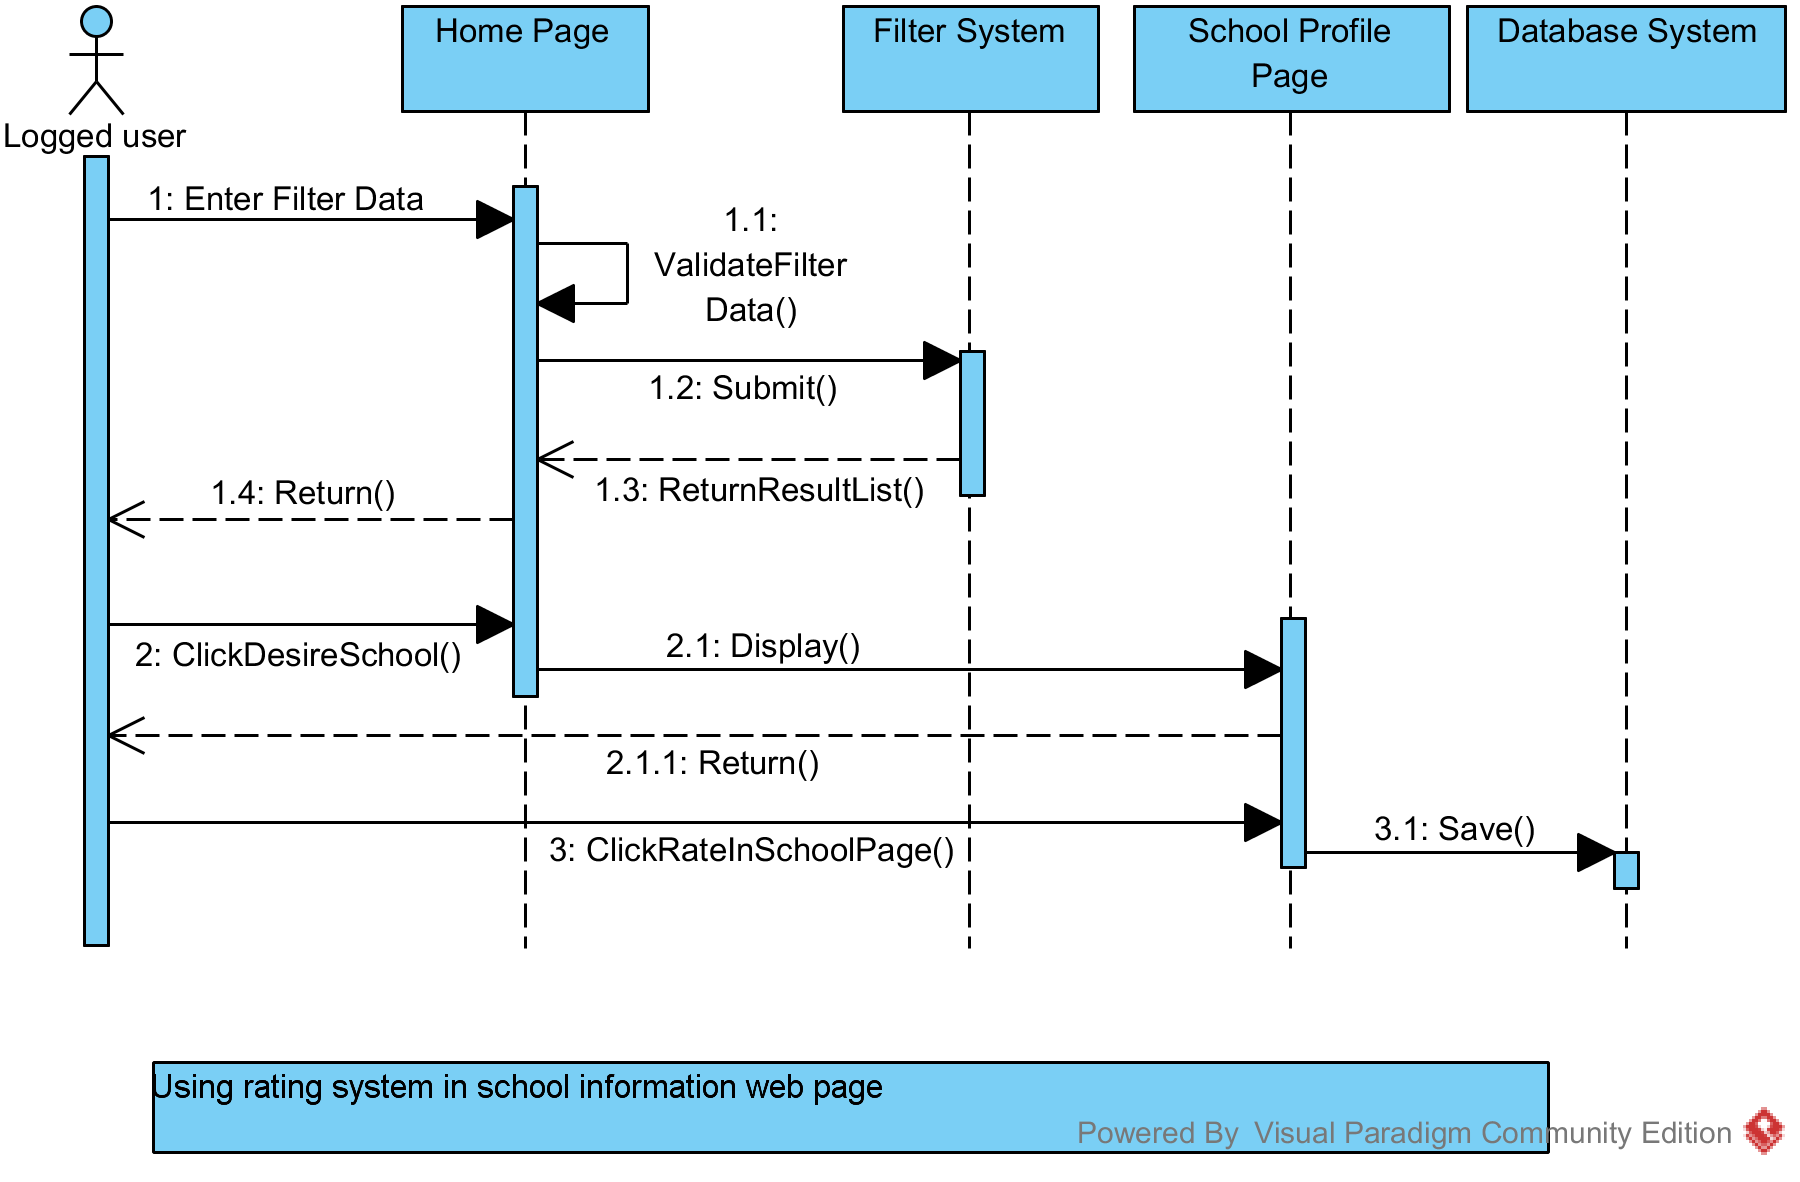 Home Page
Filter System
School Profile
Page
Database System
Logged user
1: Enter Filter Data
1.1:
ValidateFilter
Data()
1.2: Submit()
1.3: ReturnResultList()
1.4: Return()
2: ClickDesireSchool()
2.1: Display()
2.1.1: Return()
3: ClickRateInSchoolPage()
3.1: Save()
Using rating system in school information web page
Powered By Visual Paradigm Community Edition